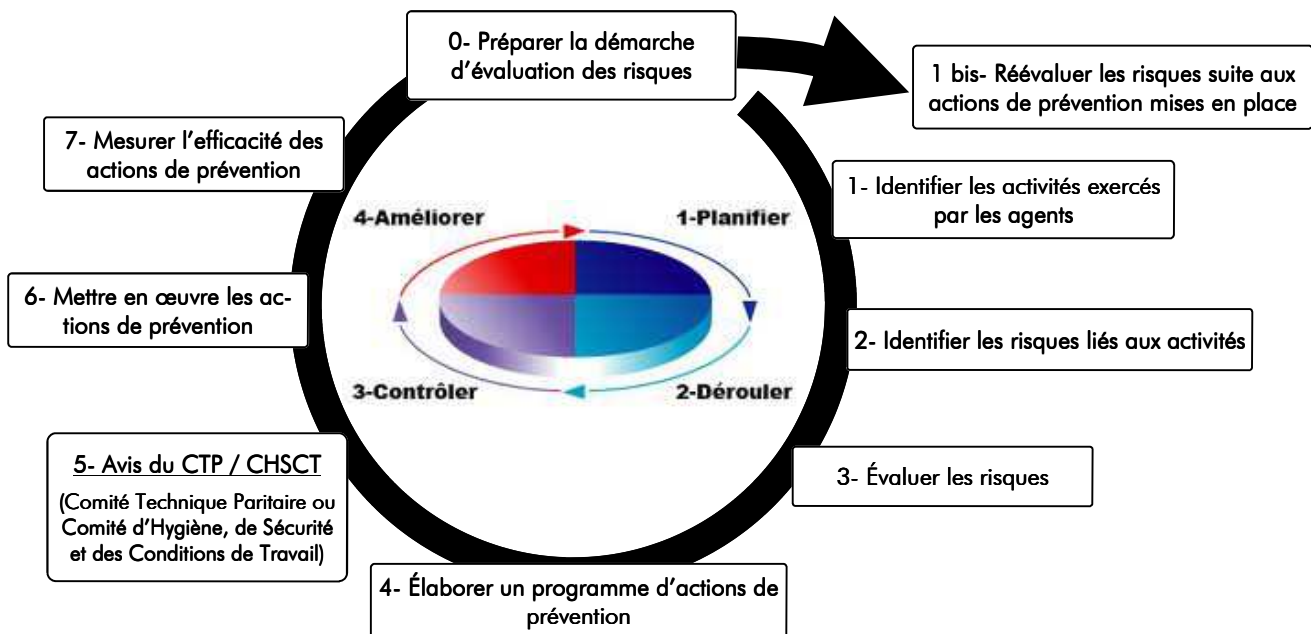 0- Préparer la démarche
d'évaluation des risques
1 bis- Réévaluer les risques suite aux
actions de prévention mises en place
1- Identifier les activités exercés
par les agents
2- Identifier les risques liés aux activités
3- Évaluer les risques
4- Élaborer un programme d'actions de
prévention
5- Avis du CTP / CHSCT
(Comité Technique Paritaire ou
Comité d'Hygiène, de Sécurité
et des Conditions de Travail)
6- Mettre en œuvre les ac-
tions de prévention
7- Mesurer l'efficacité des
actions de prévention
1-Planifier
2-Dérouler
3-Contrôler
4-Améliorer